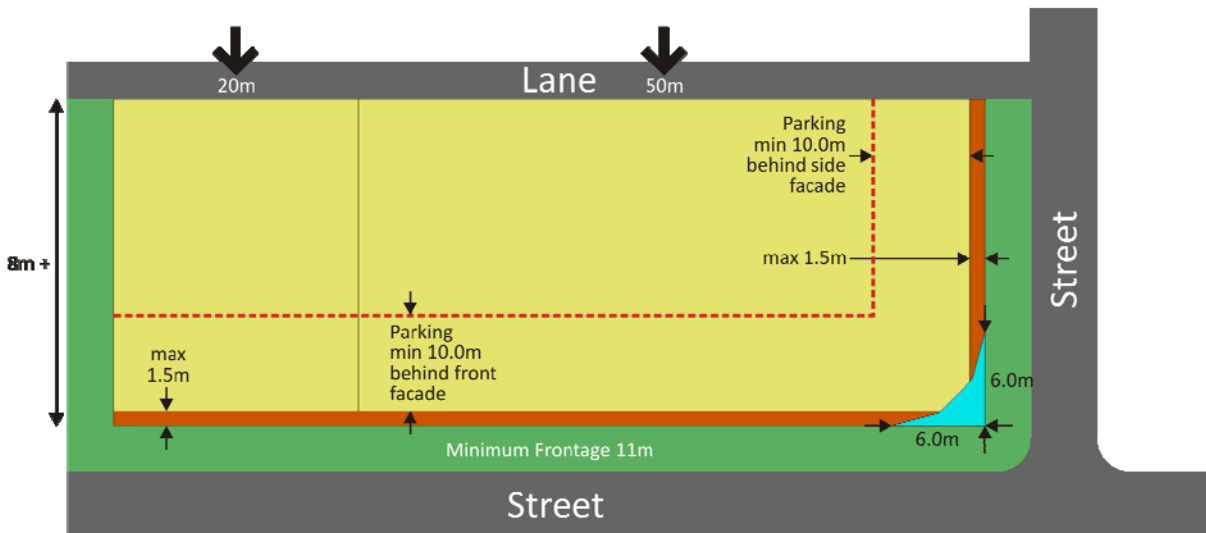 Lane
20m
50m
Parking
min 10.0m
behind side
facade
max 1.5m
Street
Parking
min 10.0m
behind front
facade
max
1.5m
6.0m
6.0m
Minimum Frontage 11m
Street